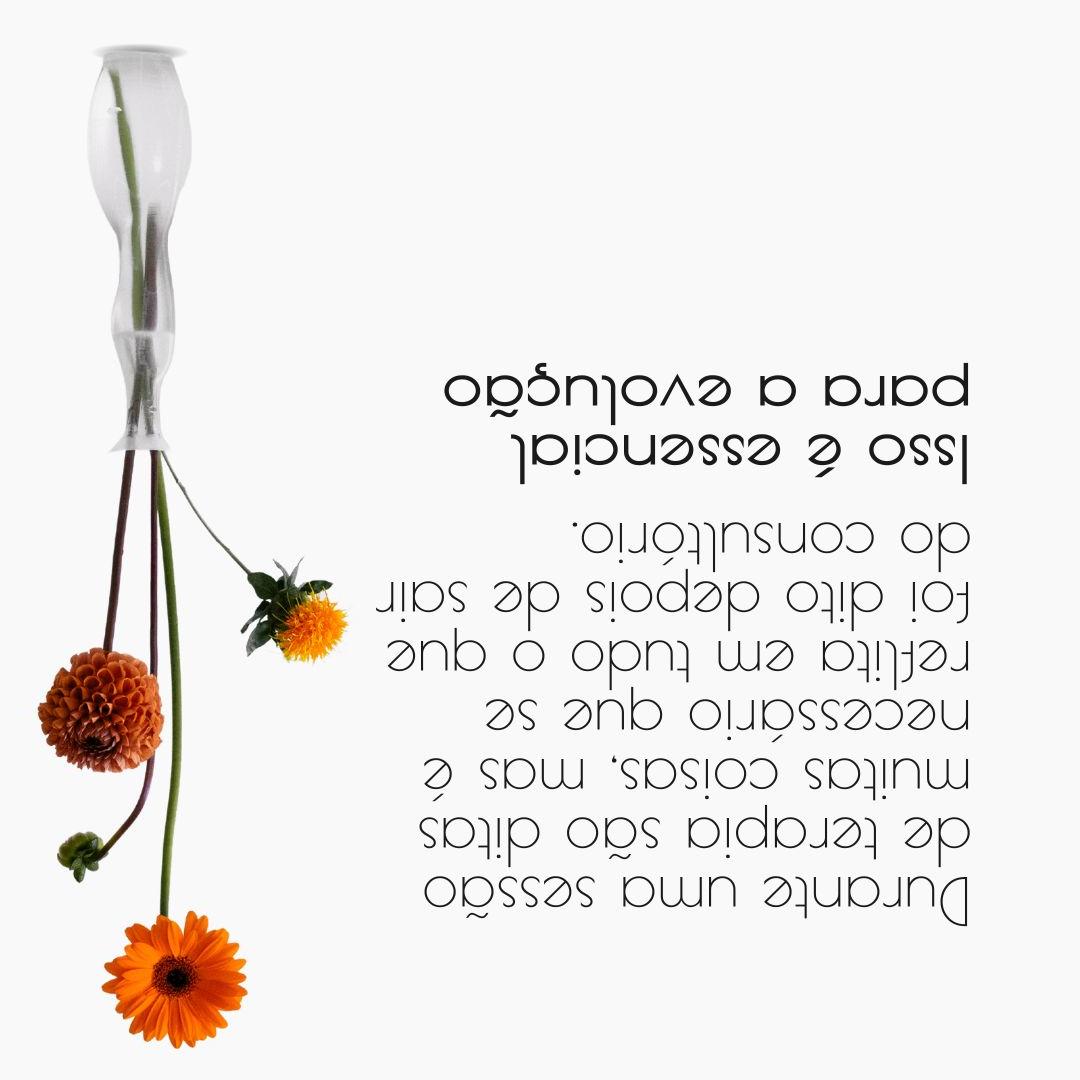 Durante uma sessão
de terapia são ditas
muitas coisas, mas é
necessário que se
reflita em tudo o que
foi dito depois de sair
do consultório.
Isso é essencial
para a evolução